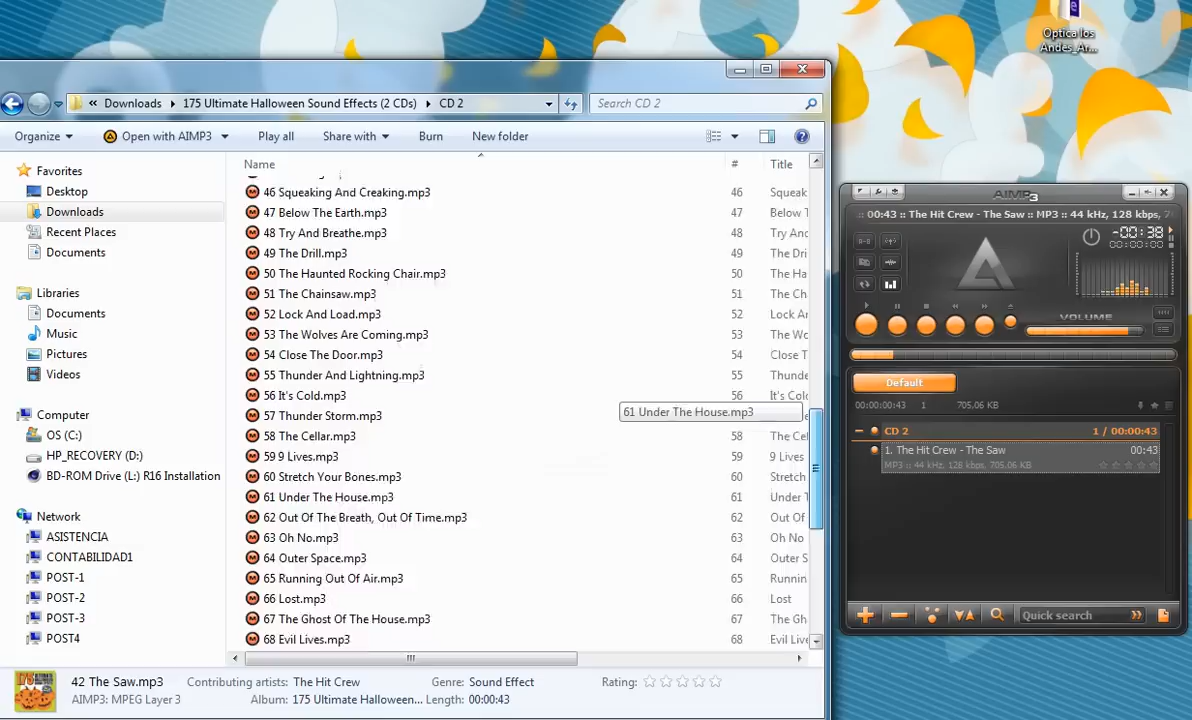 Optica los
Andes_Ar...
« Downloads ▸ 175 Ultimate Halloween Sound Effects (2 CDs) ▸ CD 2
Search CD 2
Organize
Open with AIMP3
Play all
Share with
Burn
New folder
Favorites
Desktop
Downloads
Recent Places
Documents
Libraries
Documents
Music
Pictures
Videos
Computer
OS (C:)
HP_RECOVERY (D:)
BD-ROM Drive (L:) R16 Installation
Network
ASISTENCIA
CONTABILIDAD1
POST-1
POST-2
POST-3
POST4
Name # Title
46 Squeaking And Creaking.mp3 46 Squeak
47 Below The Earth.mp3 47 Below
48 Try And Breathe.mp3 48 Try An
49 The Drill.mp3 49 The Dr
50 The Haunted Rocking Chair.mp3 50 The Ha
51 The Chainsaw.mp3 51 The Ch
52 Lock And Load.mp3 52 Lock Ar
53 The Wolves Are Coming.mp3 53 The W
54 Close The Door.mp3 54 Close T
55 Thunder And Lightning.mp3 55 Thunde
56 It's Cold.mp3 56 It's Col
57 Thunder Storm.mp3 57 Thunde
58 The Cellar.mp3 58 The Cel
59 9 Lives.mp3 59 9 Lives
60 Stretch Your Bones.mp3 60 Stretch
61 Under The House.mp3 61 Under T
62 Out Of The Breath, Out Of Time.mp3 62 Out Of
63 Oh No.mp3 63 Oh No
64 Outer Space.mp3 64 Outer S
65 Running Out Of Air.mp3 65 Runnin
66 Lost.mp3 66 Lost
67 The Ghost Of The House.mp3 67 The Gh
68 Evil Lives.mp3 68 Evil Live
61 Under The House.mp3
42 The Saw.mp3 Contributing artists: The Hit Crew Genre: Sound Effect Rating:
AIMP3: MPEG Layer 3 Album: 175 Ultimate Halloween... Length: 00:00:43
AIMP3
:: 00:43 :: The Hit Crew - The Saw :: MP3 :: 44 kHz, 128 kbps, 7
-00:38
00:00:00
VOLUME
Default
00:00:00:43 1 705.06 KB
CD 2 1 / 00:00:43
1. The Hit Crew - The Saw 00:43
MP3 :: 44 kHz, 128 kbps, 705.06 KB
Quick search